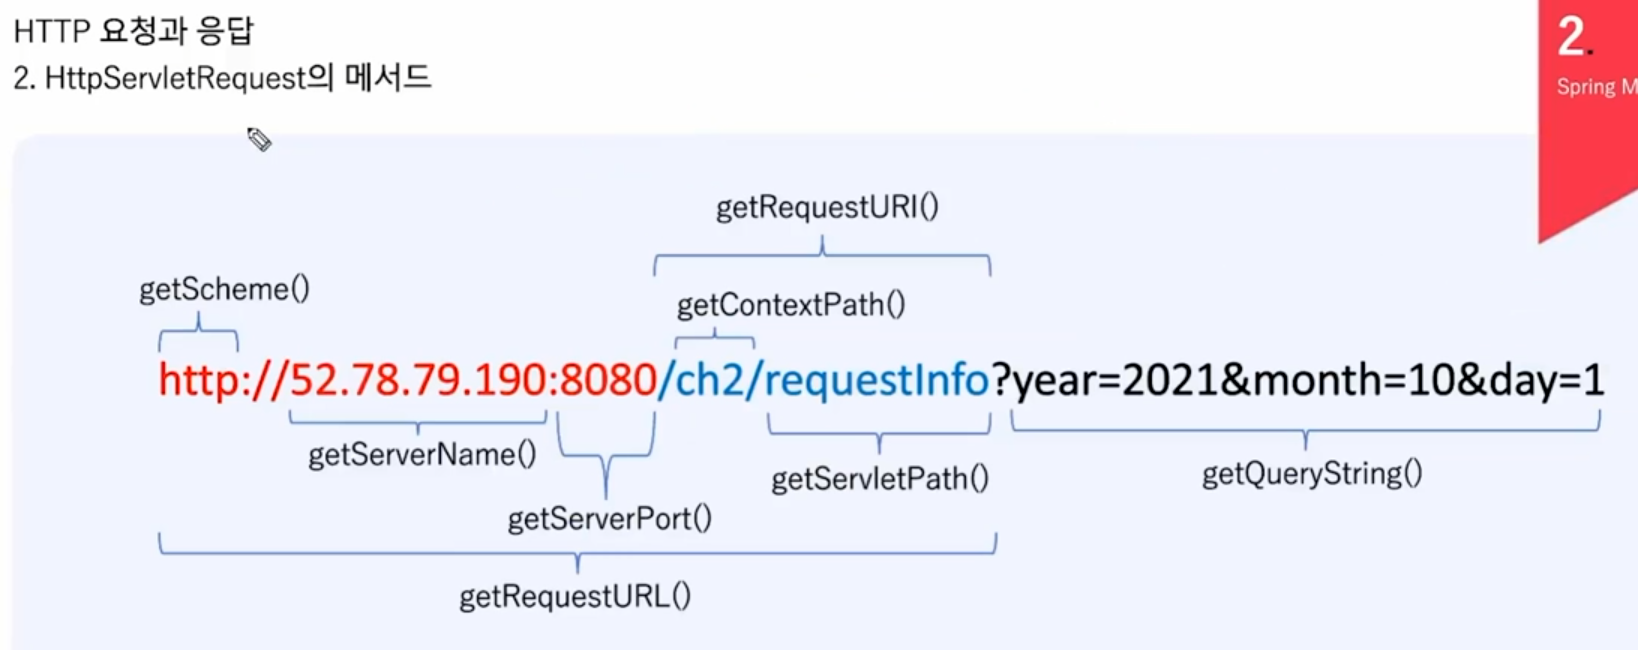 HTTP 요청과 응답
2. HttpServletRequest의 메서드
2.
Spring M
getRequestURI()
getScheme()
getContextPath()
http://52.78.79.190:8080/ch2/requestInfo?year=2021&month=10&day=1
getServerName()
getServletPath()
getQueryString()
getServerPort()
getRequestURL()